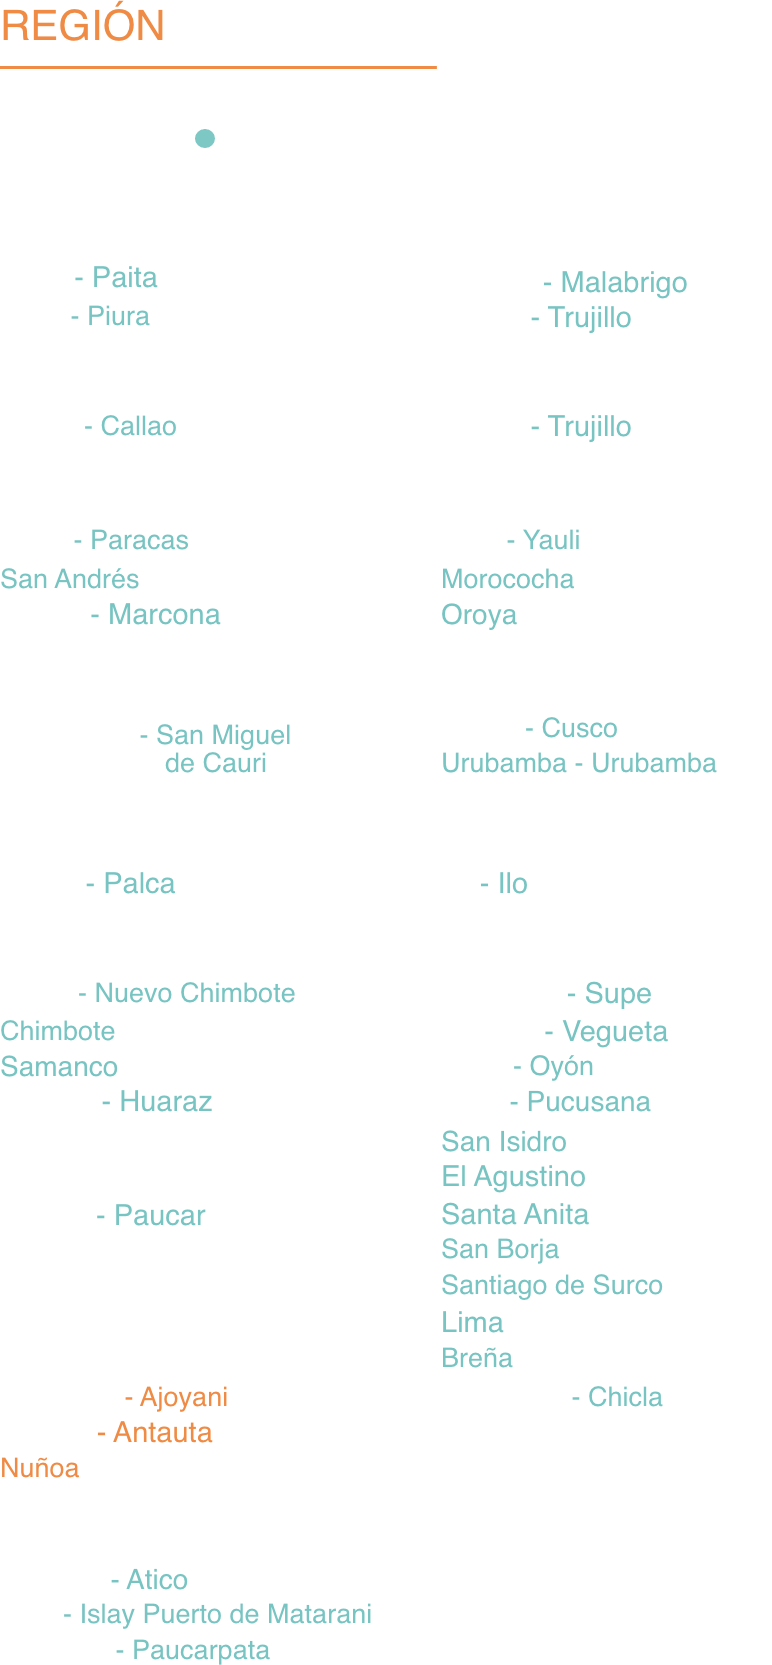 REGIÓN
- Paita
- Piura
- Callao
- Paracas
San Andrés
- Marcona
- San Miguel
de Cauri
- Palca
- Nuevo Chimbote
Chimbote
Samanco
- Huaraz
- Paucar
- Ajoyani
- Antauta
Nuñoa
- Atico
- Islay Puerto de Matarani
- Paucarpata
- Malabrigo
- Trujillo
- Trujillo
- Yauli
Morococha
Oroya
- Cusco
Urubamba - Urubamba
- Ilo
- Supe
- Vegueta
- Oyón
- Pucusana
San Isidro
El Agustino
Santa Anita
San Borja
Santiago de Surco
Lima
Breña
- Chicla